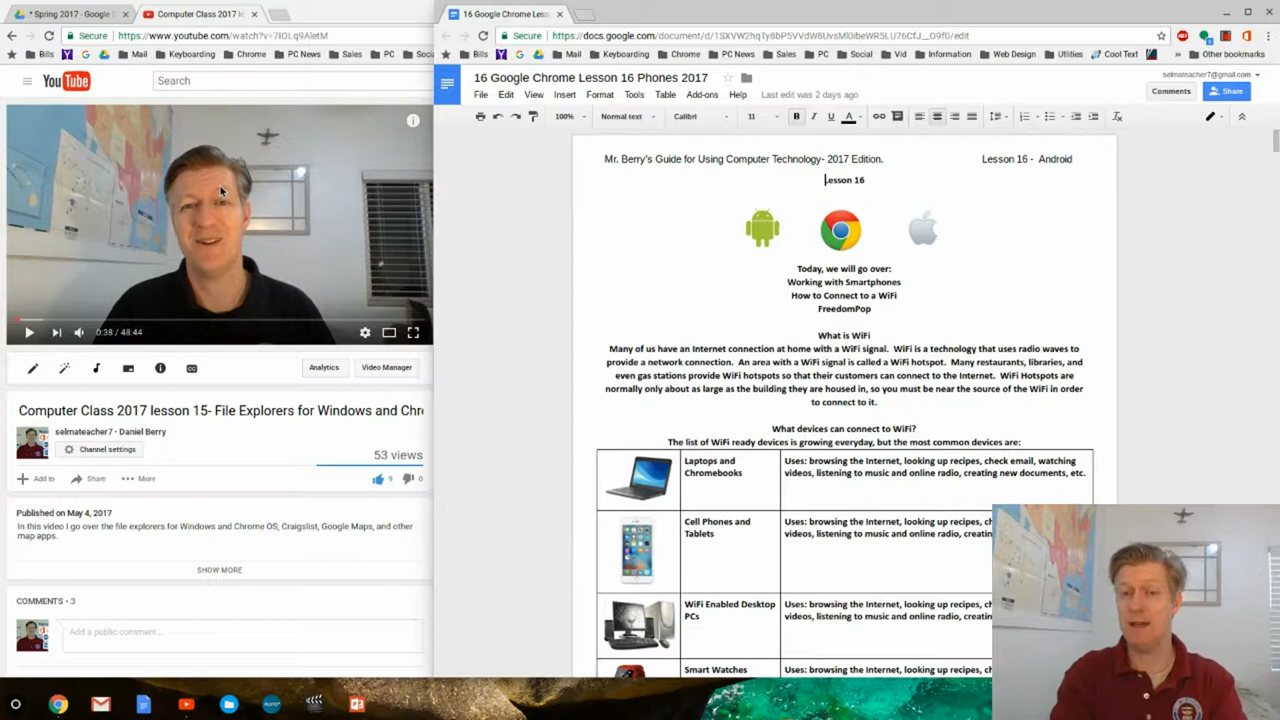 * Spring 2017 - Google D
Computer Class 2017 le
Secure
https://www.youtube.com/watch?v=7IOLq9AletM
Bills
G
Mail
Keyboarding
Chrome
PC News
Sales
PC
YouTube
Search
0:38 / 48:44
Analytics
Video Manager
Computer Class 2017 lesson 15- File Explorers for Windows and Chr
selmateacher7 - Daniel Berry
Channel settings
53 views
Add to
Share
More
9
0
Published on May 4, 2017
In this video I go over the file explorers for Windows and Chrome OS, Craigslist, Google Maps, and other
map apps.
SHOW MORE
COMMENTS • 3
Add a public comment...
16 Google Chrome Less
Secure
Bills
G
Mail
Keyboarding
Chrome
PC News
Sales
PC
Social
Vid
Information
Web Design
Utilities
Cool Text
Other bookmarks
16 Google Chrome Lesson 16 Phones 2017
selmateacher7@gmail.com
File Edit View Insert Format Tools Table Add-ons Help
Last edit was 2 days ago
Comments
Share
100%
Normal text
Calibri
11
B I U A
Mr. Berry's Guide for Using Computer Technology- 2017 Edition.
Lesson 16 - Android
Lesson 16
Today, we will go over:
Working with Smartphones
How to Connect to a WiFi
FreedomPop
What is WiFi
Many of us have an Internet connection at home with a WiFi signal. WiFi is a technology that uses radio waves to
provide a network connection. An area with a WiFi signal is called a WiFi hotspot. Many restaurants, libraries, and
even gas stations provide WiFi hotspots so that their customers can connect to the Internet. WiFi Hotspots are
normally only about as large as the building they are housed in, so you must be near the source of the WiFi in order
to connect to it.
What devices can connect to WiFi?
The list of WiFi ready devices is growing everyday, but the most common devices are:
Laptops and
Chromebooks
Uses: browsing the Internet, looking up recipes, check email, watching
videos, listening to music and online radio, creating new documents, etc.
Cell Phones and
Tablets
Uses: browsing the Internet, looking up recipes, ch
videos, listening to music and online radio, creatin
WiFi Enabled Desktop
PCs
Uses: browsing the Internet, looking up recipes, ch
videos, listening to music and online radio, creatin
Smart Watches
Uses: browsing the Internet, looking up recipes, ch